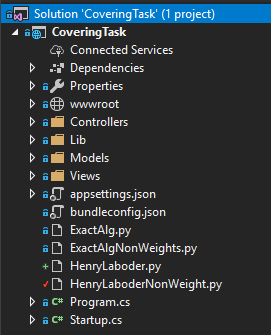 Solution 'CoveringTask' (1 project)
CoveringTask
Connected Services
Dependencies
Properties
wwwroot
Controllers
Lib
Models
Views
appsettings.json
bundleconfig.json
ExactAlg.py
ExactAlgNonWeights.py
HenryLaboder.py
HenryLaboderNonWeight.py
C# Program.cs
C# Startup.cs